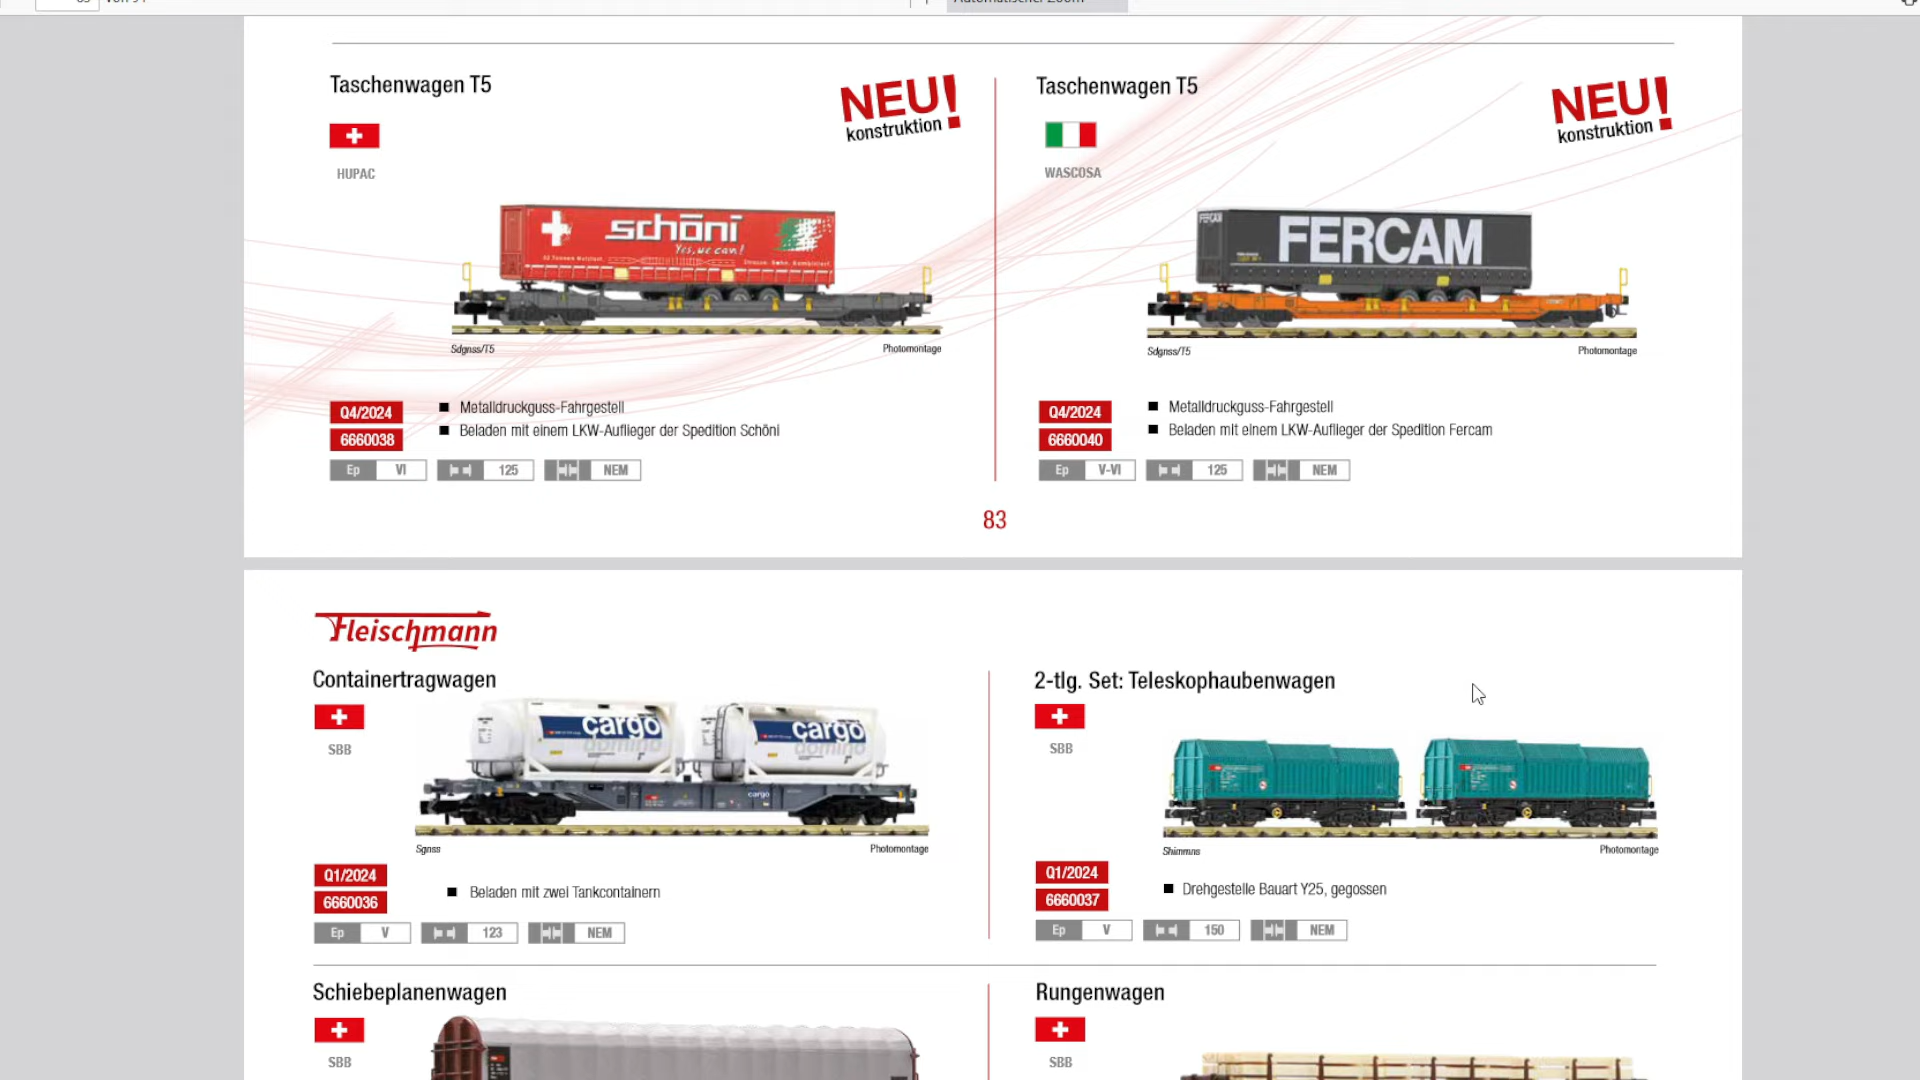 Taschenwagen T5
NEU!
konstruktion
HUPAC
schöni
Yes, we can!
Sdgnss/T5
Photomontage
Q4/2024
6660038
Metalldruckguss-Fahrgestell
Beladen mit einem LKW-Auflieger der Spedition Schöni
Ep VI 125 NEM
Taschenwagen T5
NEU!
konstruktion
WASCOSA
FERCAM
Sdgnss/T5
Photomontage
Q4/2024
6660040
Metalldruckguss-Fahrgestell
Beladen mit einem LKW-Auflieger der Spedition Fercam
Ep V-VI 125 NEM
83
Fleischmann
Containertragwagen
SBB
cargo
domino
cargo
domino
cargo
Sgnss
Photomontage
Q1/2024
6660036
Beladen mit zwei Tankcontainern
Ep V 123 NEM
2-tlg. Set: Teleskophaubenwagen
SBB
Shimmns
Photomontage
Q1/2024
6660037
Drehgestelle Bauart Y25, gegossen
Ep V 150 NEM
Schiebeplanenwagen
SBB
Rungenwagen
SBB